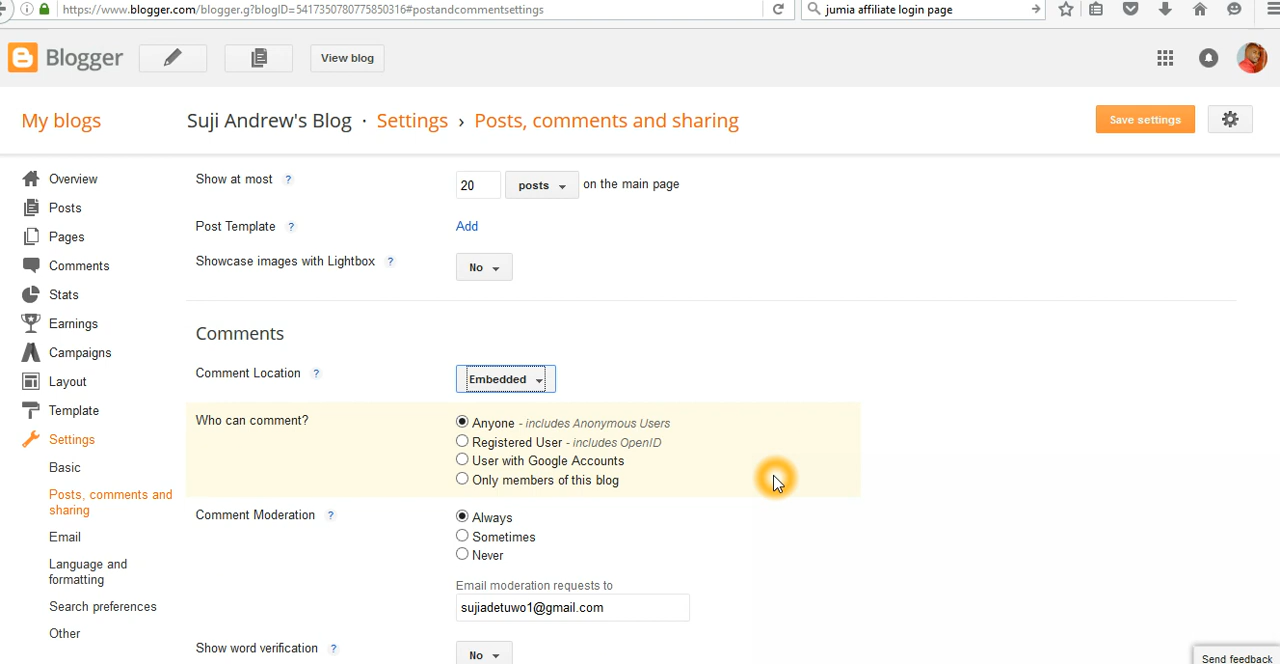 https://www.blogger.com/blogger.g?blogID=5417350780775850316#postandcommentsettings
jumia affiliate login page
Blogger
View blog
My blogs
Suji Andrew's Blog · Settings › Posts, comments and sharing
Save settings
Overview
Posts
Pages
Comments
Stats
Earnings
Campaigns
Layout
Template
Settings
Basic
Posts, comments and
sharing
Email
Language and
formatting
Search preferences
Other
Show at most ? 20 posts on the main page
Post Template ? Add
Showcase images with Lightbox ? No
Comments
Comment Location ? Embedded
Who can comment? Anyone - includes Anonymous Users
Registered User - includes OpenID
User with Google Accounts
Only members of this blog
Comment Moderation ? Always
Sometimes
Never
Email moderation requests to
sujiadetuwo1@gmail.com
Show word verification ? No
Send feedback